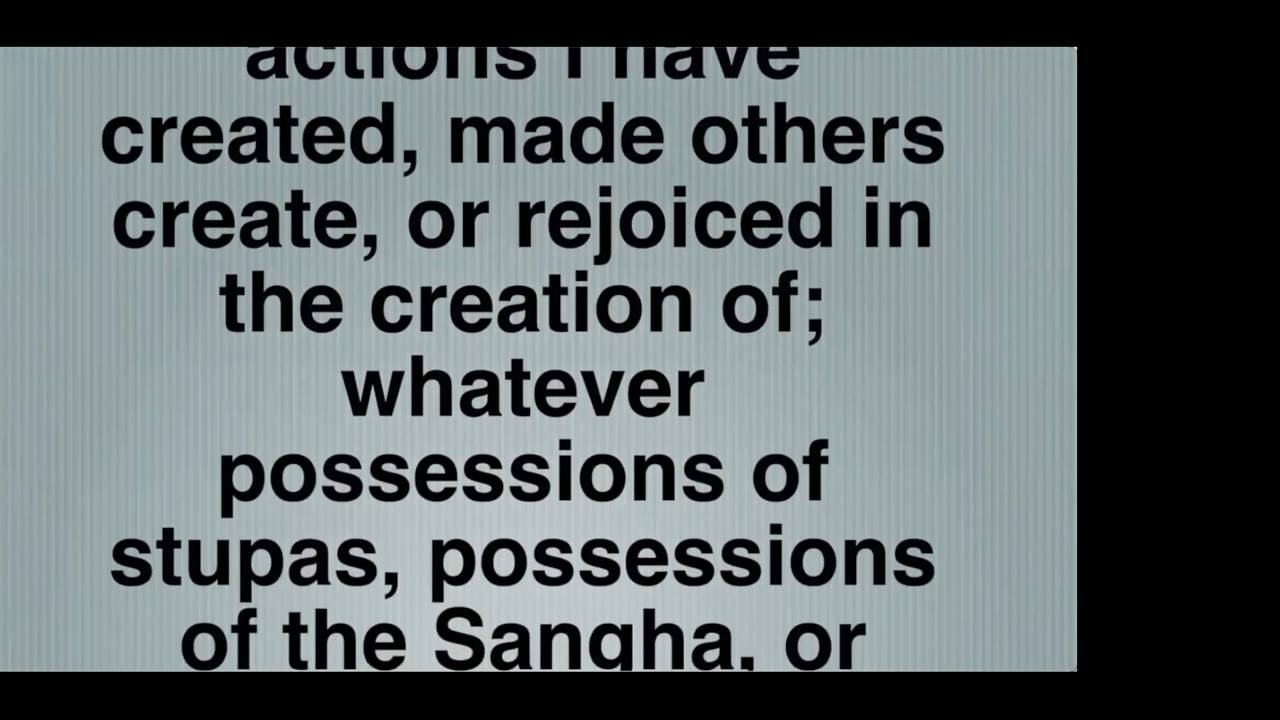 actions I have
created, made others
create, or rejoiced in
the creation of;
whatever
possessions of
stupas, possessions
of the Sangha, or